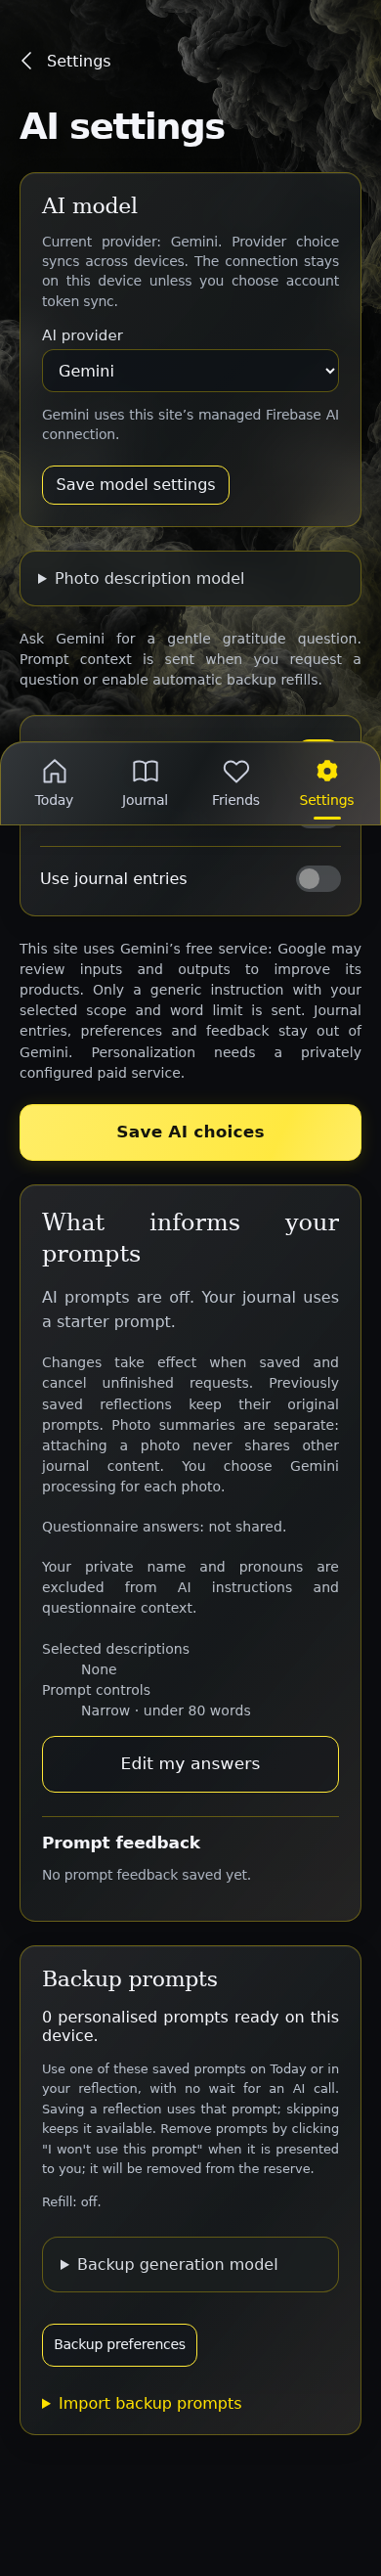 Settings
AI settings
AI model
Current provider: Gemini. Provider choice
syncs across devices. The connection stays
on this device unless you choose account
token sync.
AI provider
Gemini
Gemini uses this site’s managed Firebase AI
connection.
Save model settings
Photo description model
Ask Gemini for a gentle gratitude question.
Prompt context is sent when you request a
question or enable automatic backup refills.
Today
Journal
Friends
Settings
Use journal entries
This site uses Gemini’s free service: Google may
review inputs and outputs to improve its
products. Only a generic instruction with your
selected scope and word limit is sent. Journal
entries, preferences and feedback stay out of
Gemini. Personalization needs a privately
configured paid service.
Save AI choices
What informs your
prompts
AI prompts are off. Your journal uses
a starter prompt.
Changes take effect when saved and
cancel unfinished requests. Previously
saved reflections keep their original
prompts. Photo summaries are separate:
attaching a photo never shares other
journal content. You choose Gemini
processing for each photo.
Questionnaire answers: not shared.
Your private name and pronouns are
excluded from AI instructions and
questionnaire context.
Selected descriptions
None
Prompt controls
Narrow · under 80 words
Edit my answers
Prompt feedback
No prompt feedback saved yet.
Backup prompts
0 personalised prompts ready on this
device.
Use one of these saved prompts on Today or in
your reflection, with no wait for an AI call.
Saving a reflection uses that prompt; skipping
keeps it available. Remove prompts by clicking
"I won't use this prompt" when it is presented
to you; it will be removed from the reserve.
Refill: off.
Backup generation model
Backup preferences
Import backup prompts